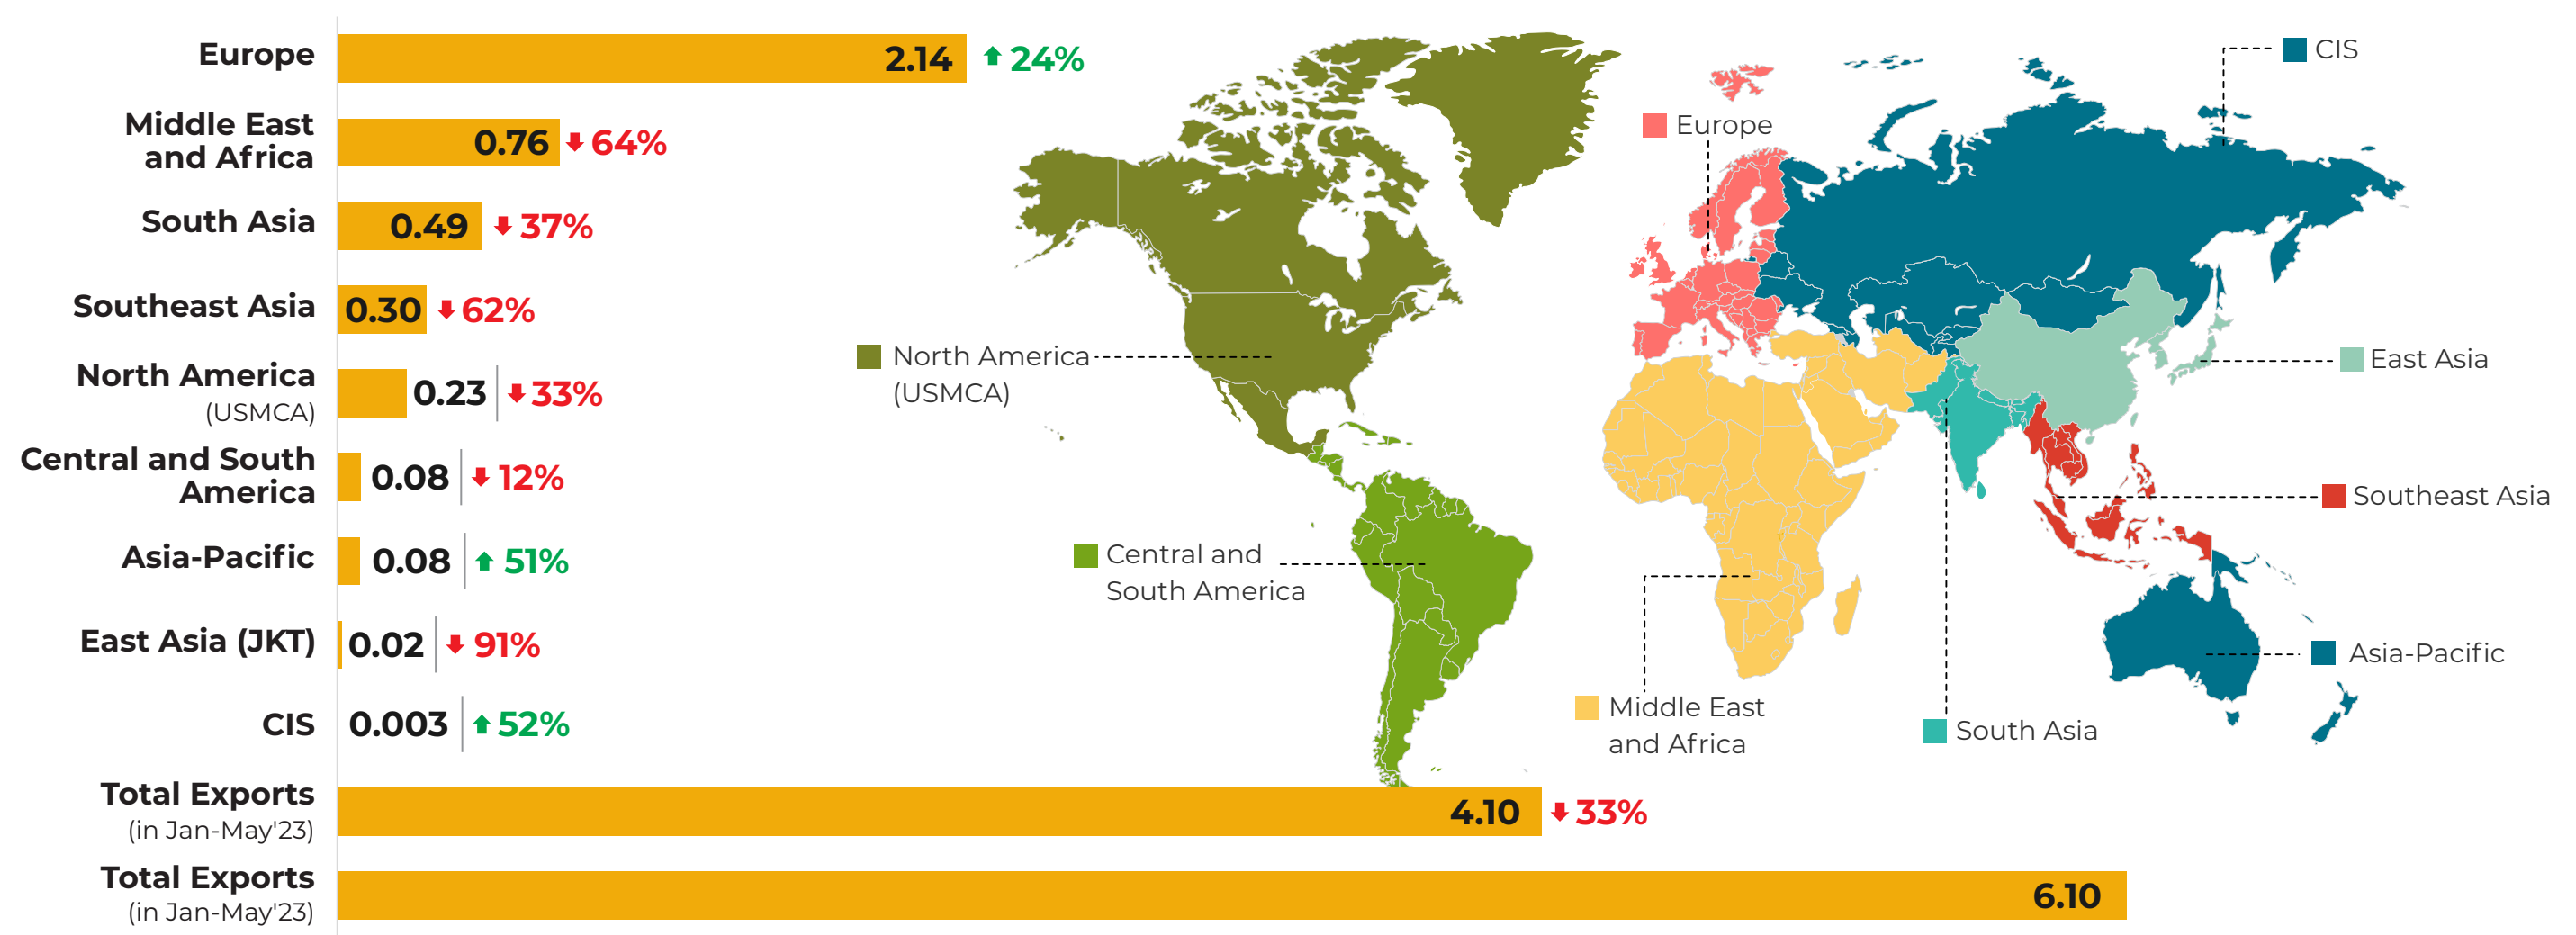 Europe
2.14
24%
Middle East
and Africa
0.76
64%
South Asia
0.49
37%
Southeast Asia
0.30
62%
North America
(USMCA)
0.23
33%
Central and South
America
0.08
12%
Asia-Pacific
0.08
51%
East Asia (JKT)
0.02
91%
CIS
0.003
52%
Total Exports
(in Jan-May'23)
4.10
33%
Total Exports
(in Jan-May'23)
6.10
CIS
Europe
North America
(USMCA)
East Asia
Southeast Asia
Central and
South America
Asia-Pacific
Middle East
and Africa
South Asia